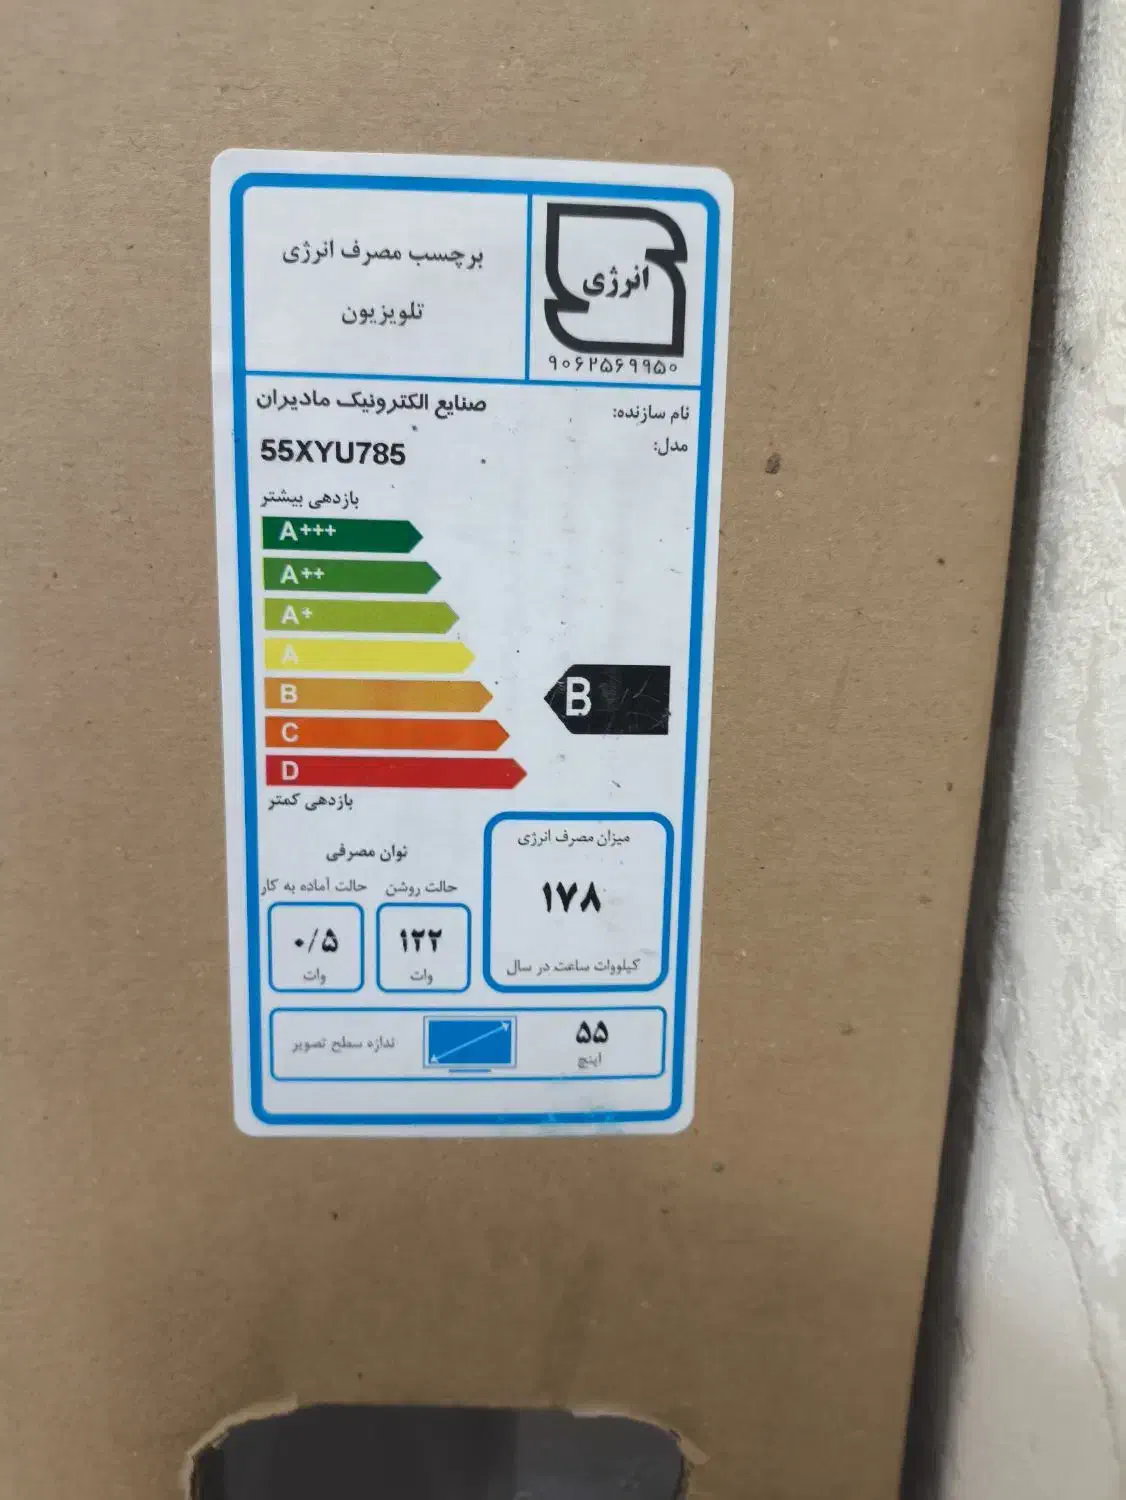 انرژی
۹۰۶۲۵۶۹۹۵۰
برچسب مصرف انرژی
تلویزیون
نام سازنده: صنایع الکترونیک مادیران
مدل: 55XYU785
بازدهی بیشتر
A+++
A++
A+
A
B
B
C
D
بازدهی کمتر
میزان مصرف انرژی
۱۷۸
کیلووات ساعت در سال
توان مصرفی
حالت روشن
۱۲۲
وات
حالت آماده به کار
۰/۵
وات
۵۵
اینچ
ندازه سطح تصویر